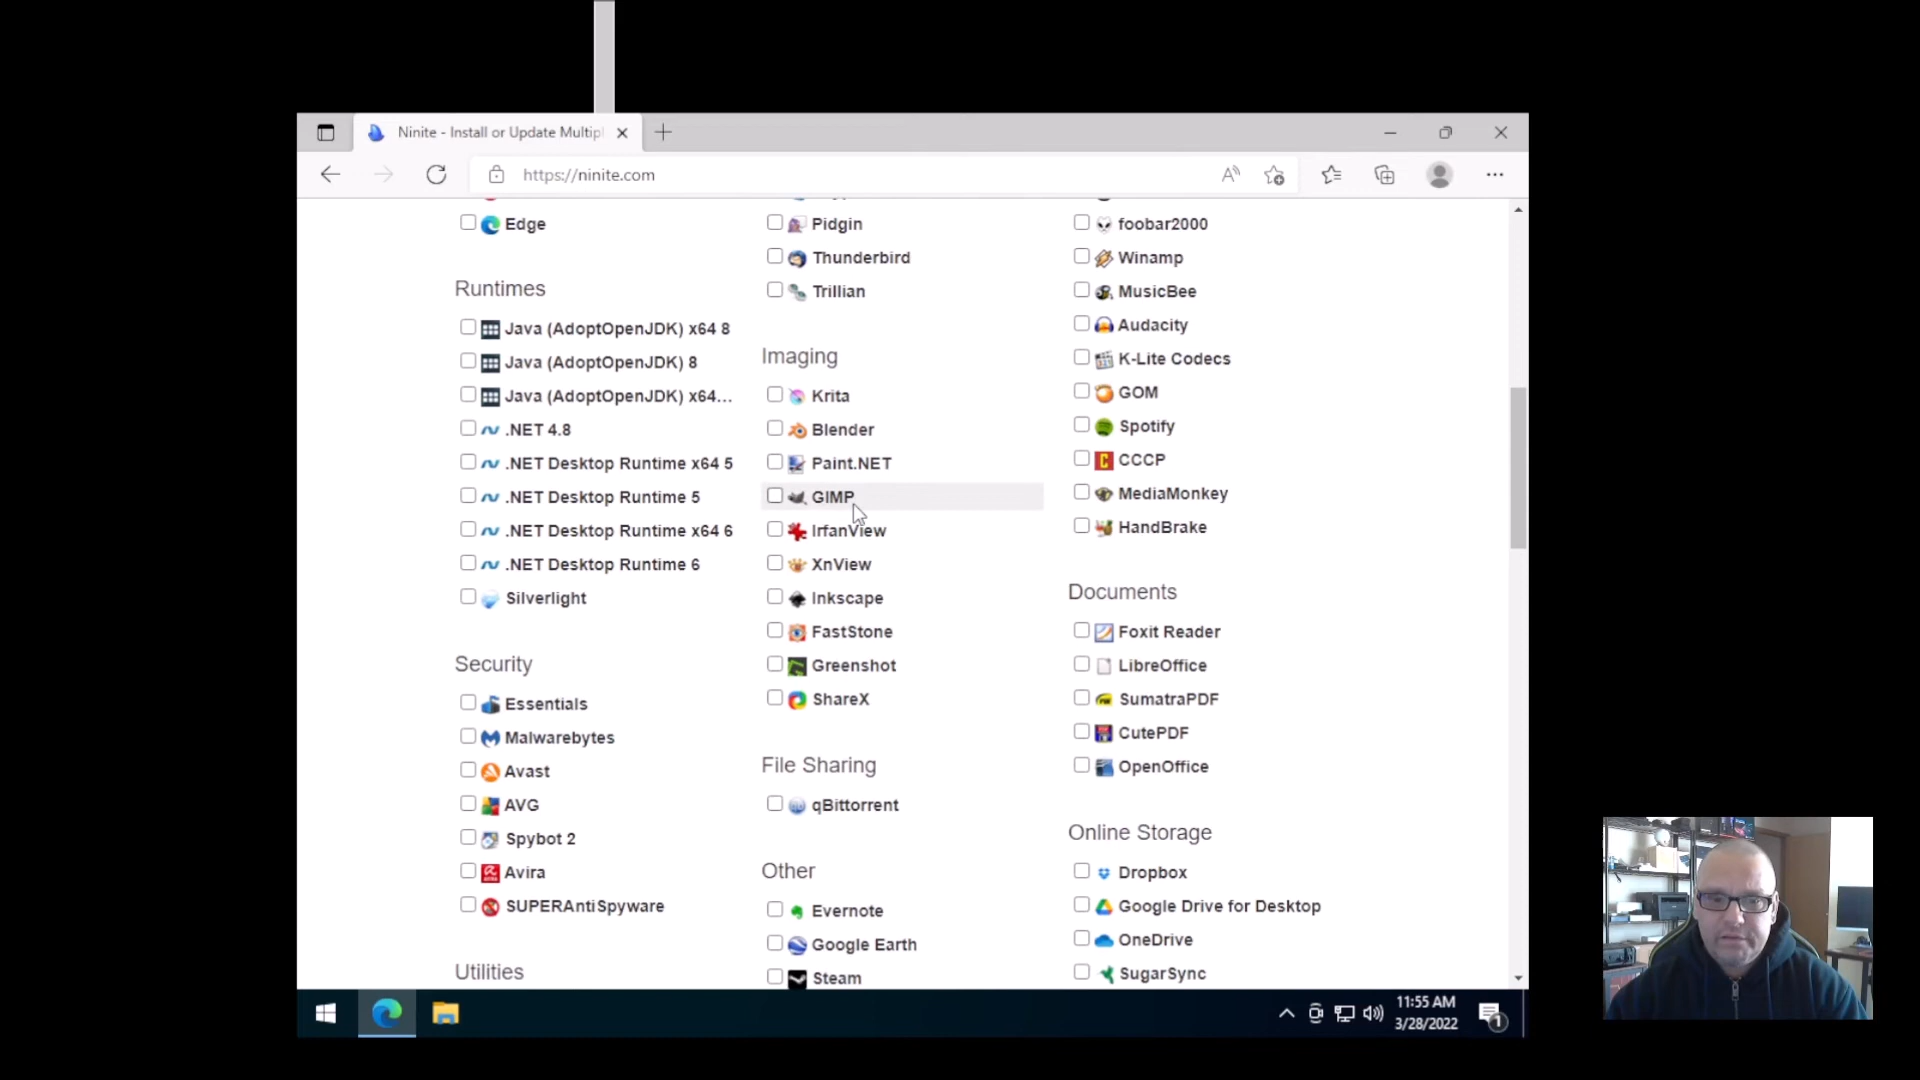 Ninite - Install or Update Multipl
https://ninite.com
Edge
Runtimes
Java (AdoptOpenJDK) x64 8
Java (AdoptOpenJDK) 8
Java (AdoptOpenJDK) x64...
.NET 4.8
.NET Desktop Runtime x64 5
.NET Desktop Runtime 5
.NET Desktop Runtime x64 6
.NET Desktop Runtime 6
Silverlight
Security
Essentials
Malwarebytes
Avast
AVG
Spybot 2
Avira
SUPERAntiSpyware
Utilities
Pidgin
Thunderbird
Trillian
Imaging
Krita
Blender
Paint.NET
GIMP
IrfanView
XnView
Inkscape
FastStone
Greenshot
ShareX
File Sharing
qBittorrent
Other
Evernote
Google Earth
Steam
foobar2000
Winamp
MusicBee
Audacity
K-Lite Codecs
GOM
Spotify
CCCP
MediaMonkey
HandBrake
Documents
Foxit Reader
LibreOffice
SumatraPDF
CutePDF
OpenOffice
Online Storage
Dropbox
Google Drive for Desktop
OneDrive
SugarSync
11:55 AM
3/28/2022
1